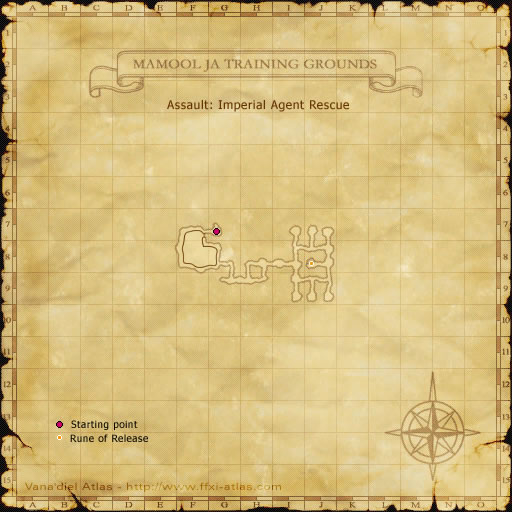 A B C D E F G H I J K L M N O
MAMOOL JA TRAINING GROUNDS
Assault: Imperial Agent Rescue
1
2
3
4
5
6
7
8
9
10
11
12
13
14
15
Starting point
Rune of Release
Vana'diel Atlas - http://www.ffxi-atlas.com
A B C D E F G H I J K L M N O